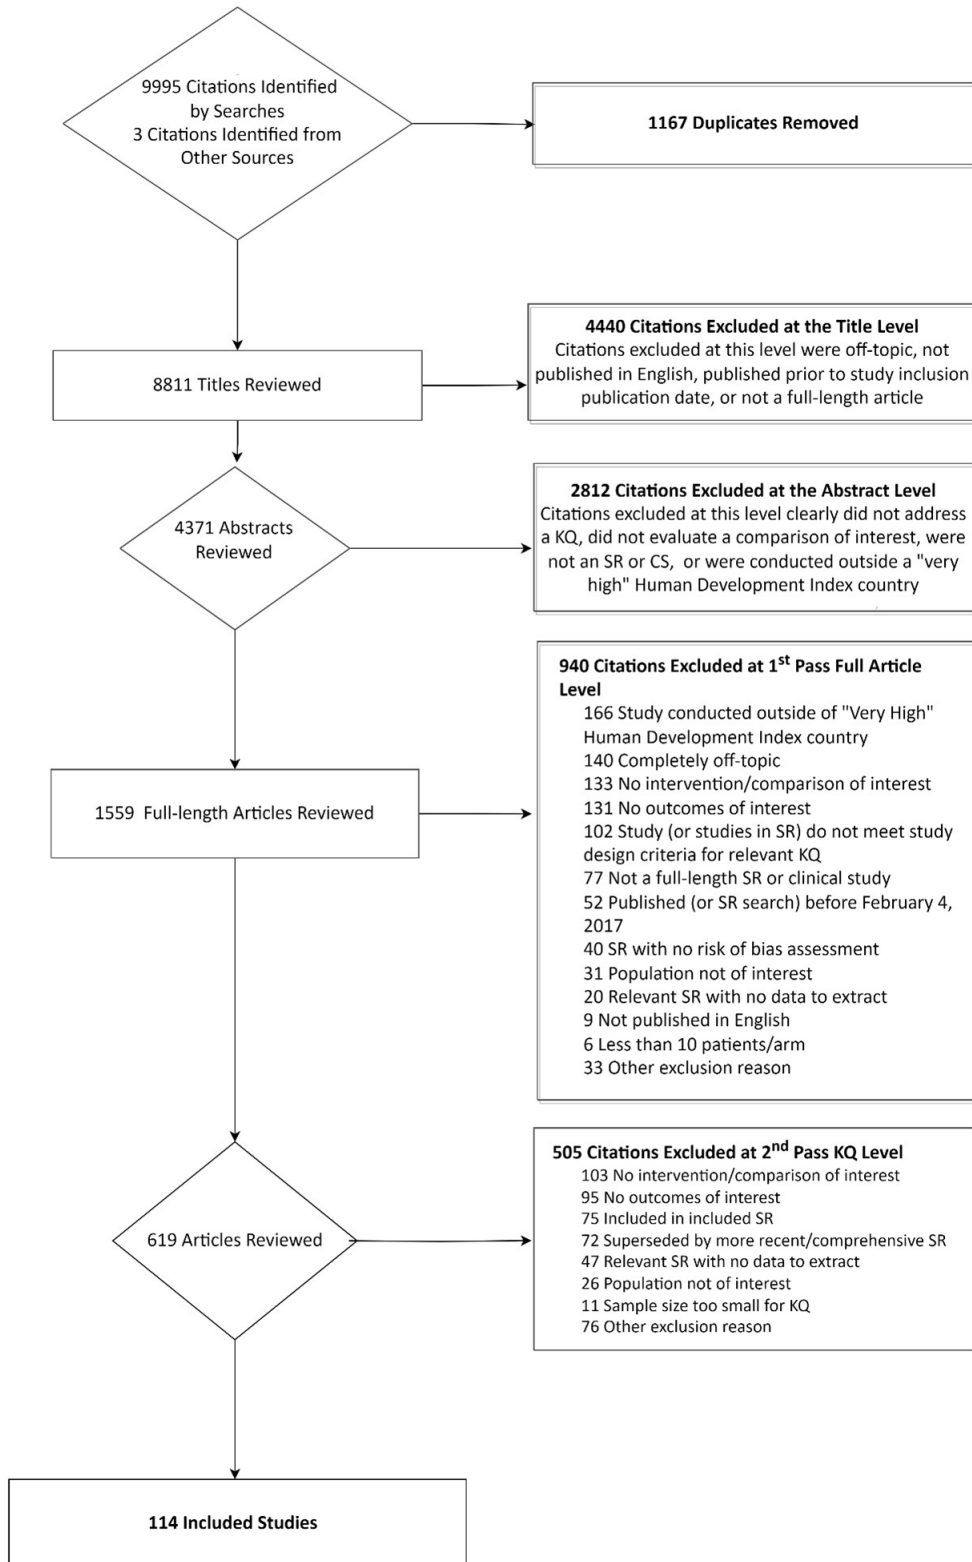 9995 Citations Identified
by Searches
3 Citations Identified from
Other Sources
1167 Duplicates Removed
8811 Titles Reviewed
4440 Citations Excluded at the Title Level
Citations excluded at this level were off-topic, not
published in English, published prior to study inclusion
publication date, or not a full-length article
4371 Abstracts
Reviewed
2812 Citations Excluded at the Abstract Level
Citations excluded at this level clearly did not address
a KQ, did not evaluate a comparison of interest, were
not an SR or CS, or were conducted outside a "very
high" Human Development Index country
1559 Full-length Articles Reviewed
940 Citations Excluded at 1st Pass Full Article
Level
166 Study conducted outside of "Very High"
Human Development Index country
140 Completely off-topic
133 No intervention/comparison of interest
131 No outcomes of interest
102 Study (or studies in SR) do not meet study
design criteria for relevant KQ
77 Not a full-length SR or clinical study
52 Published (or SR search) before February 4,
2017
40 SR with no risk of bias assessment
31 Population not of interest
20 Relevant SR with no data to extract
9 Not published in English
6 Less than 10 patients/arm
33 Other exclusion reason
619 Articles Reviewed
505 Citations Excluded at 2nd Pass KQ Level
103 No intervention/comparison of interest
95 No outcomes of interest
75 Included in included SR
72 Superseded by more recent/comprehensive SR
47 Relevant SR with no data to extract
26 Population not of interest
11 Sample size too small for KQ
76 Other exclusion reason
114 Included Studies